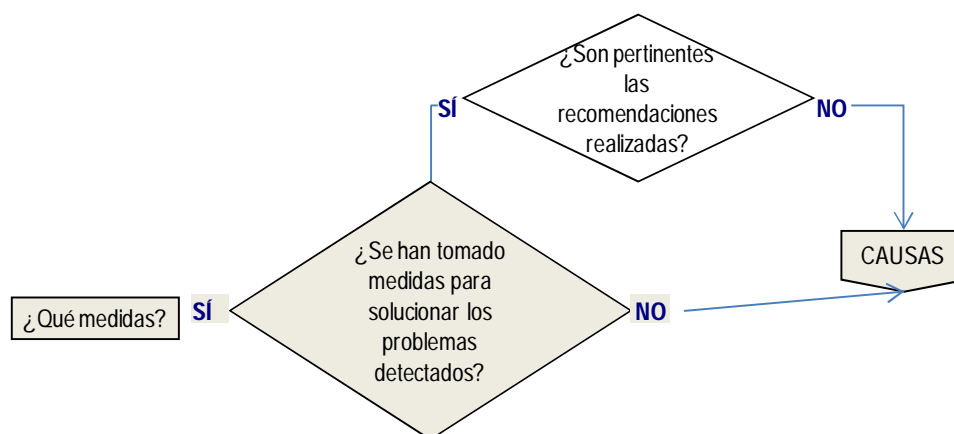 ¿Son pertinentes
las
recomendaciones
realizadas?
SÍ
NO
¿Se han tomado
medidas para
solucionar los
problemas
detectados?
CAUSAS
¿Qué medidas?
SÍ
NO